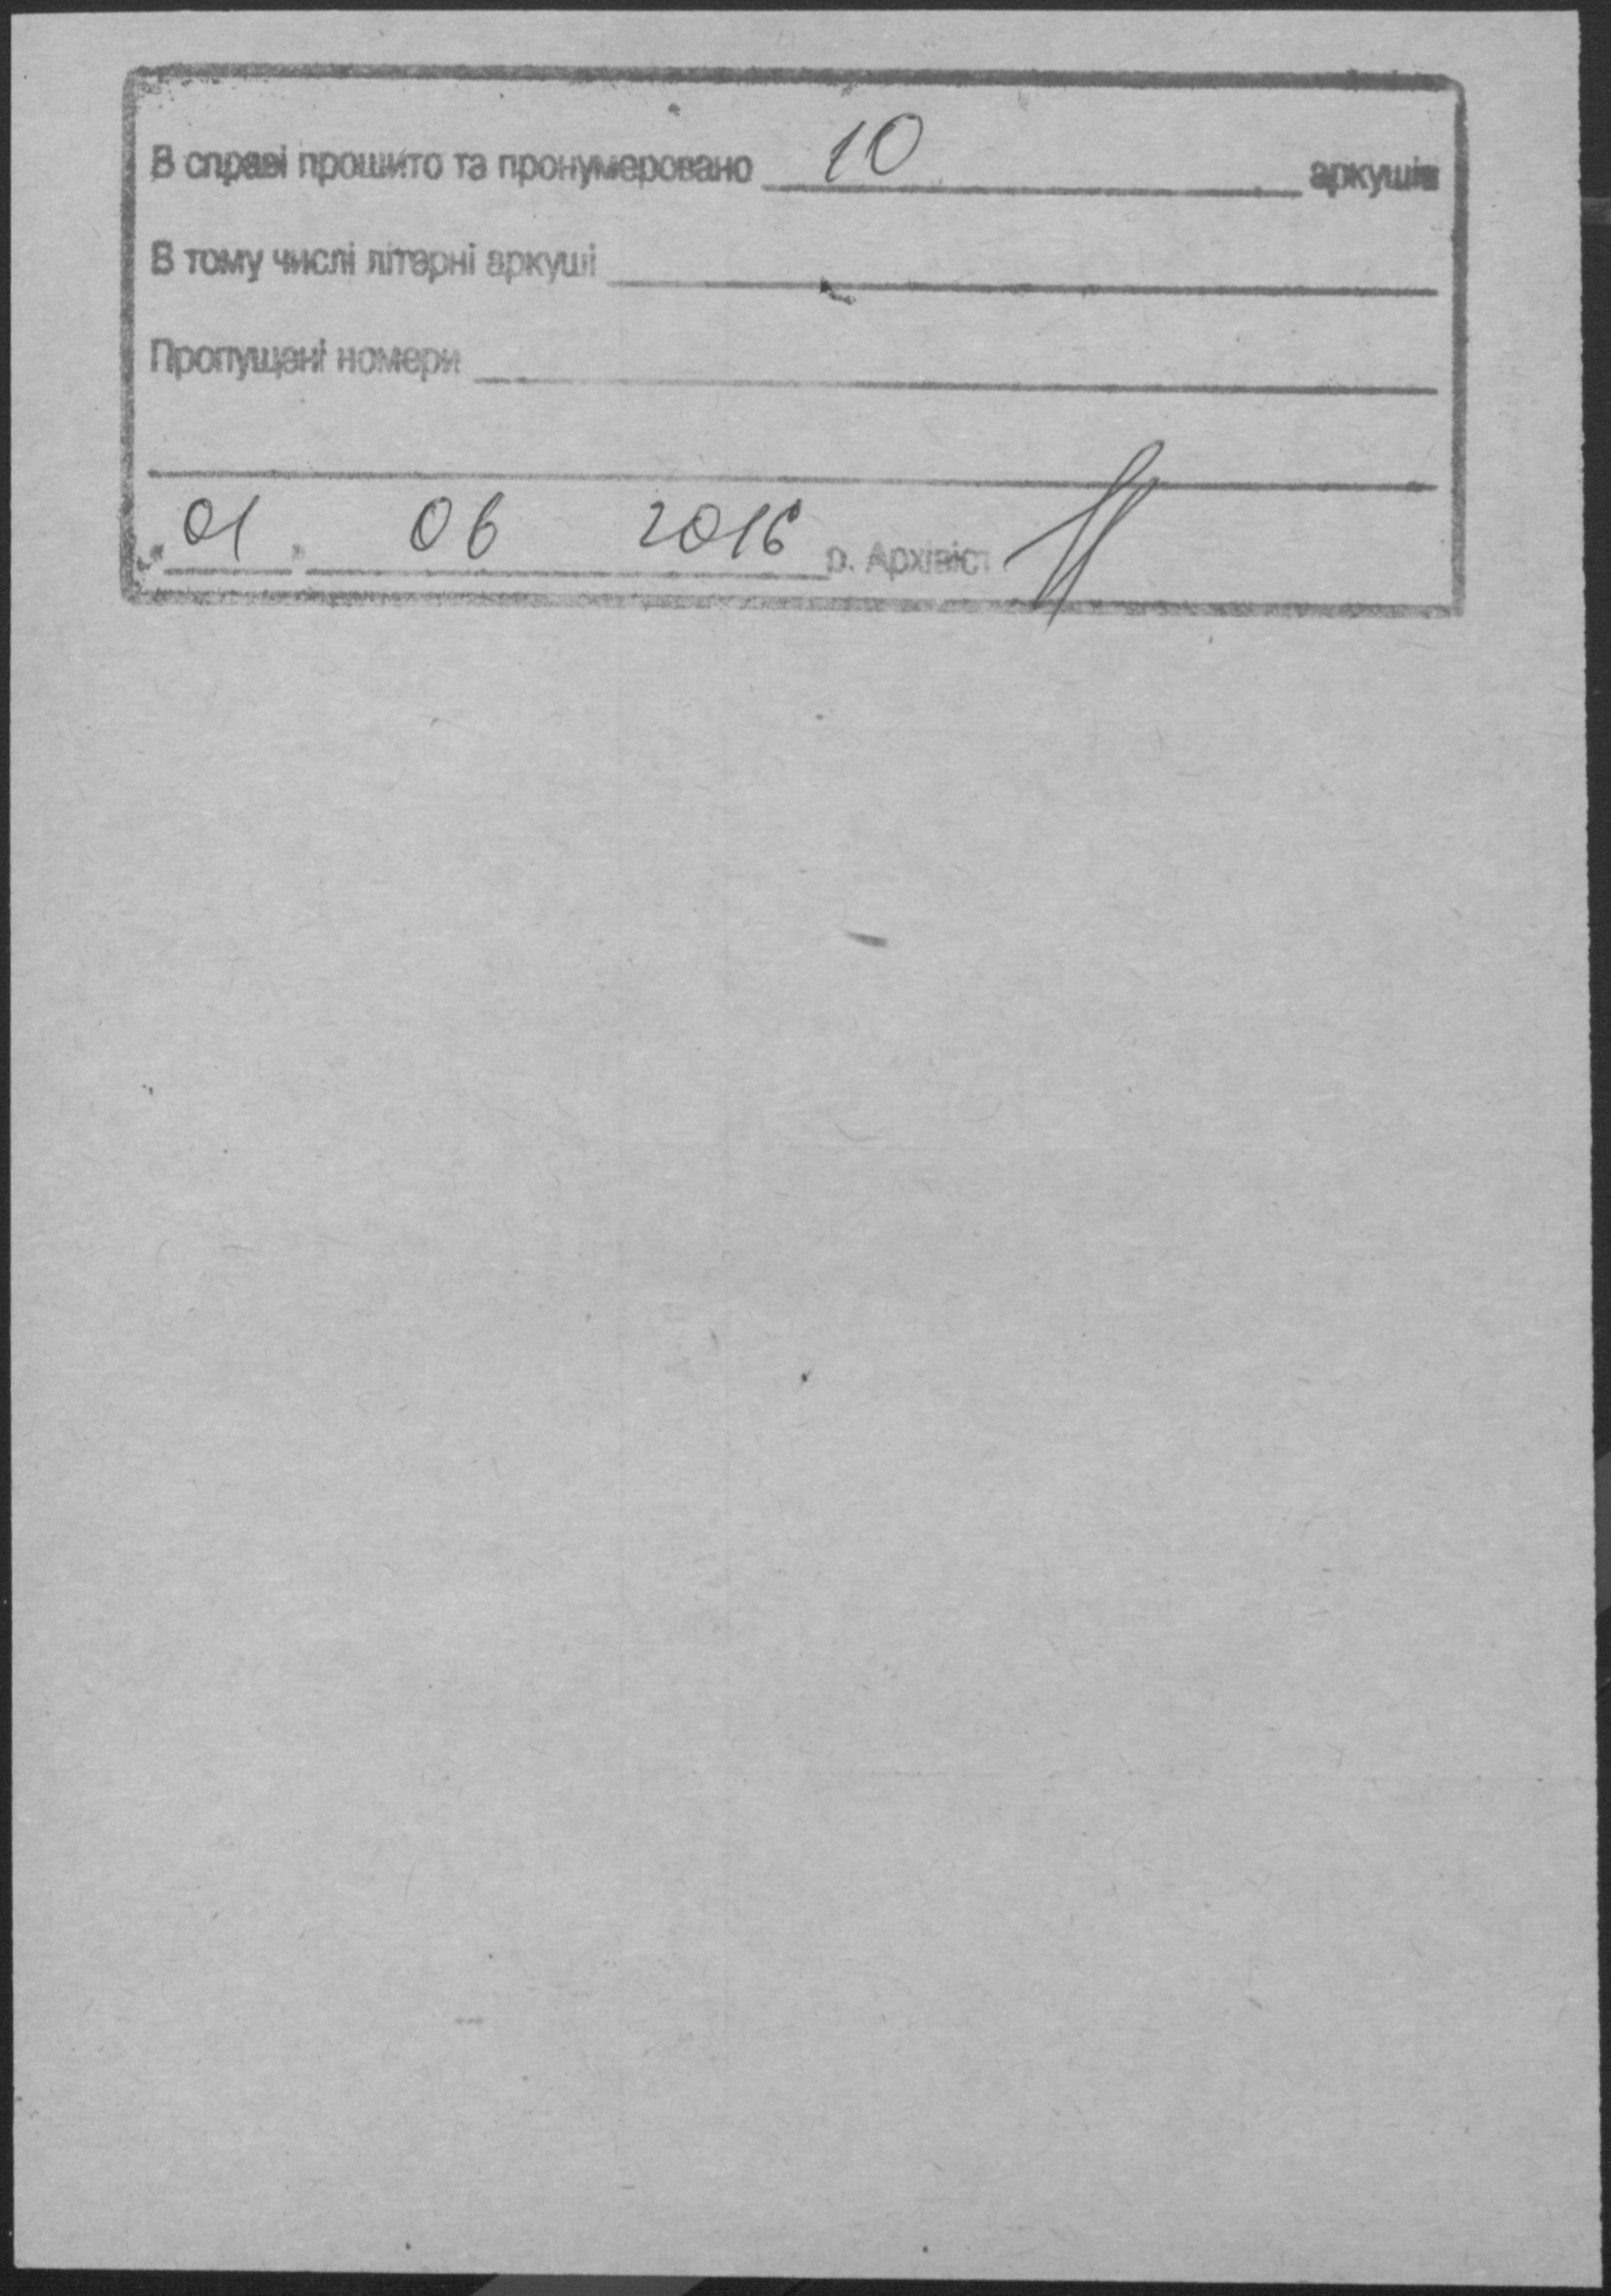 В справі прошито та пронумеровано 10 аркушів
В тому числі літерні аркуші
Пропущені номери
"01" 06 2016 р. Архівіст